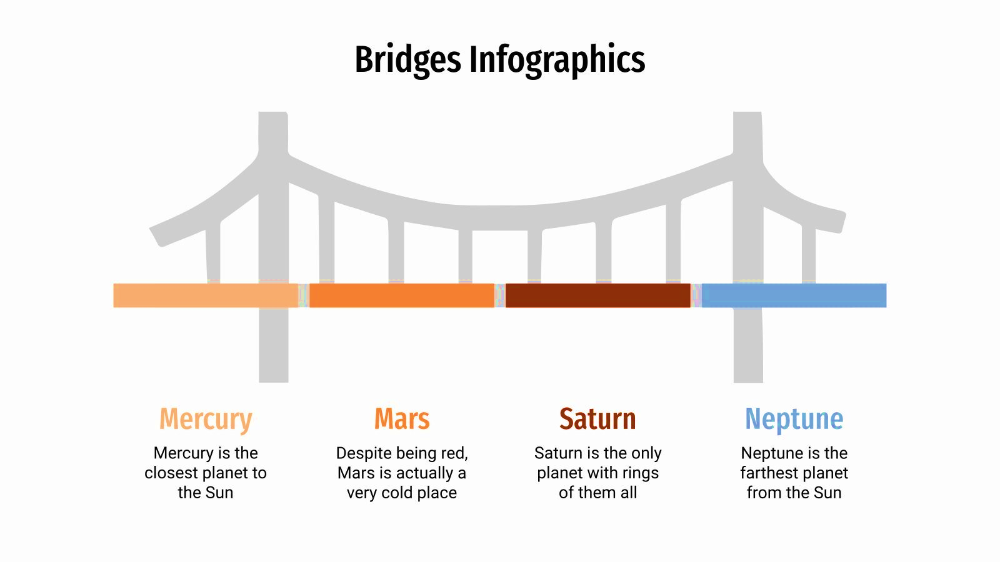 Bridges Infographics
Mercury
Mercury is the
closest planet to
the Sun
Mars
Despite being red,
Mars is actually a
very cold place
Saturn
Saturn is the only
planet with rings
of them all
Neptune
Neptune is the
farthest planet
from the Sun